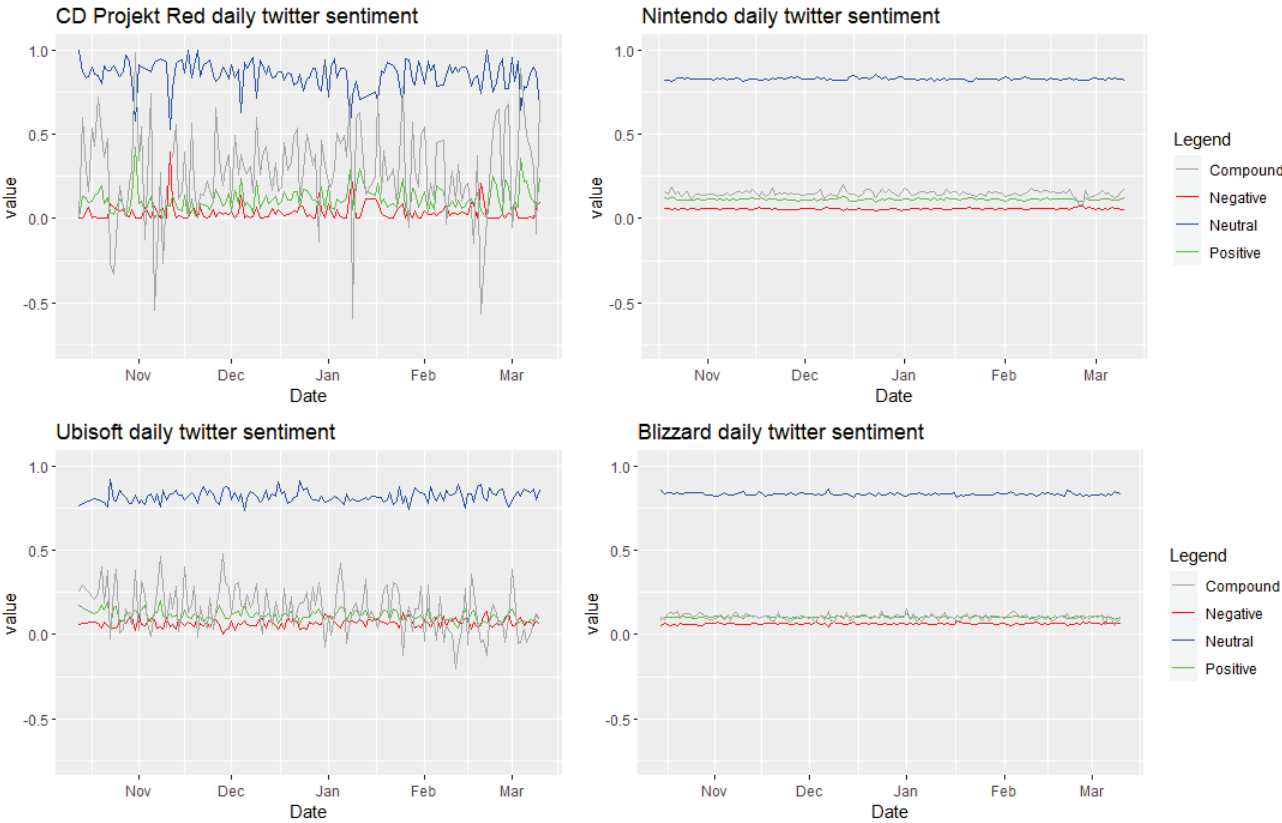 CD Projekt Red daily twitter sentiment
1.0
0.5
0.0
-0.5
value
Nov
Dec
Jan
Feb
Mar
Date
Nintendo daily twitter sentiment
1.0
0.5
0.0
-0.5
value
Nov
Dec
Jan
Feb
Mar
Date
Legend
Compound
Negative
Neutral
Positive
Ubisoft daily twitter sentiment
1.0
0.5
0.0
-0.5
value
Nov
Dec
Jan
Feb
Mar
Date
Blizzard daily twitter sentiment
1.0
0.5
0.0
-0.5
value
Nov
Dec
Jan
Feb
Mar
Date
Legend
Compound
Negative
Neutral
Positive